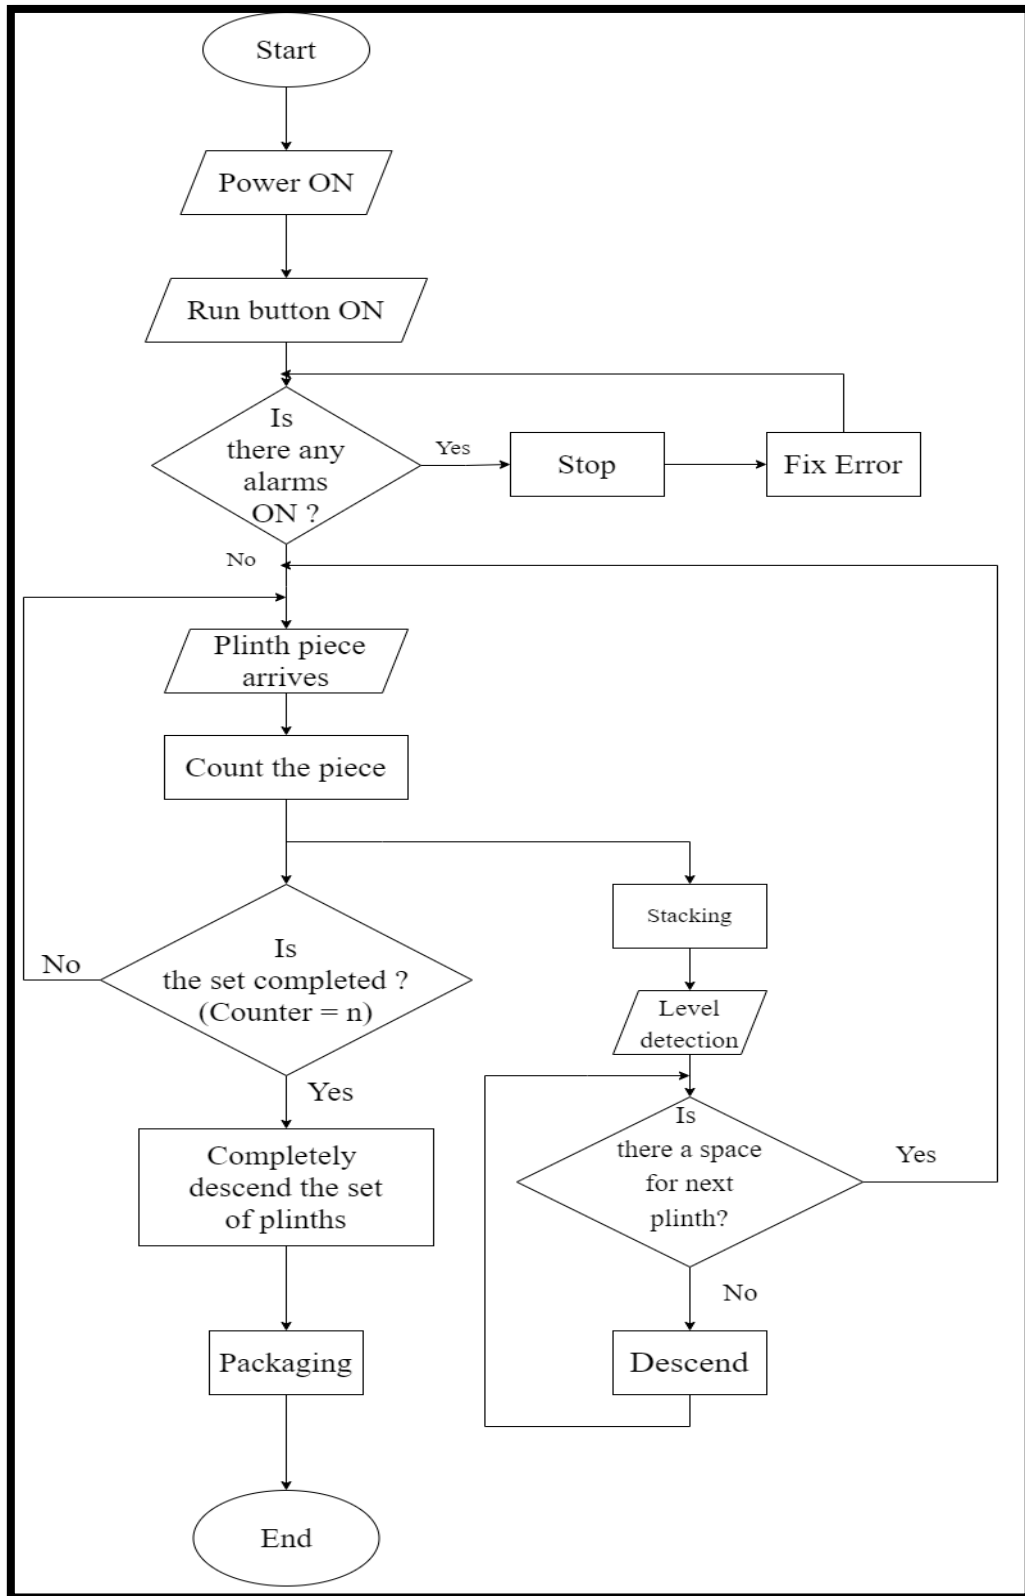 Start
Power ON
Run button ON
Is
there any
alarms
ON ?
Yes
Stop
Fix Error
No
Plinth piece
arrives
Count the piece
Is
the set completed ?
(Counter = n)
No
Yes
Completely
descend the set
of plinths
Packaging
End
Stacking
Level
detection
Is
there a space
for next
plinth?
Yes
No
Descend